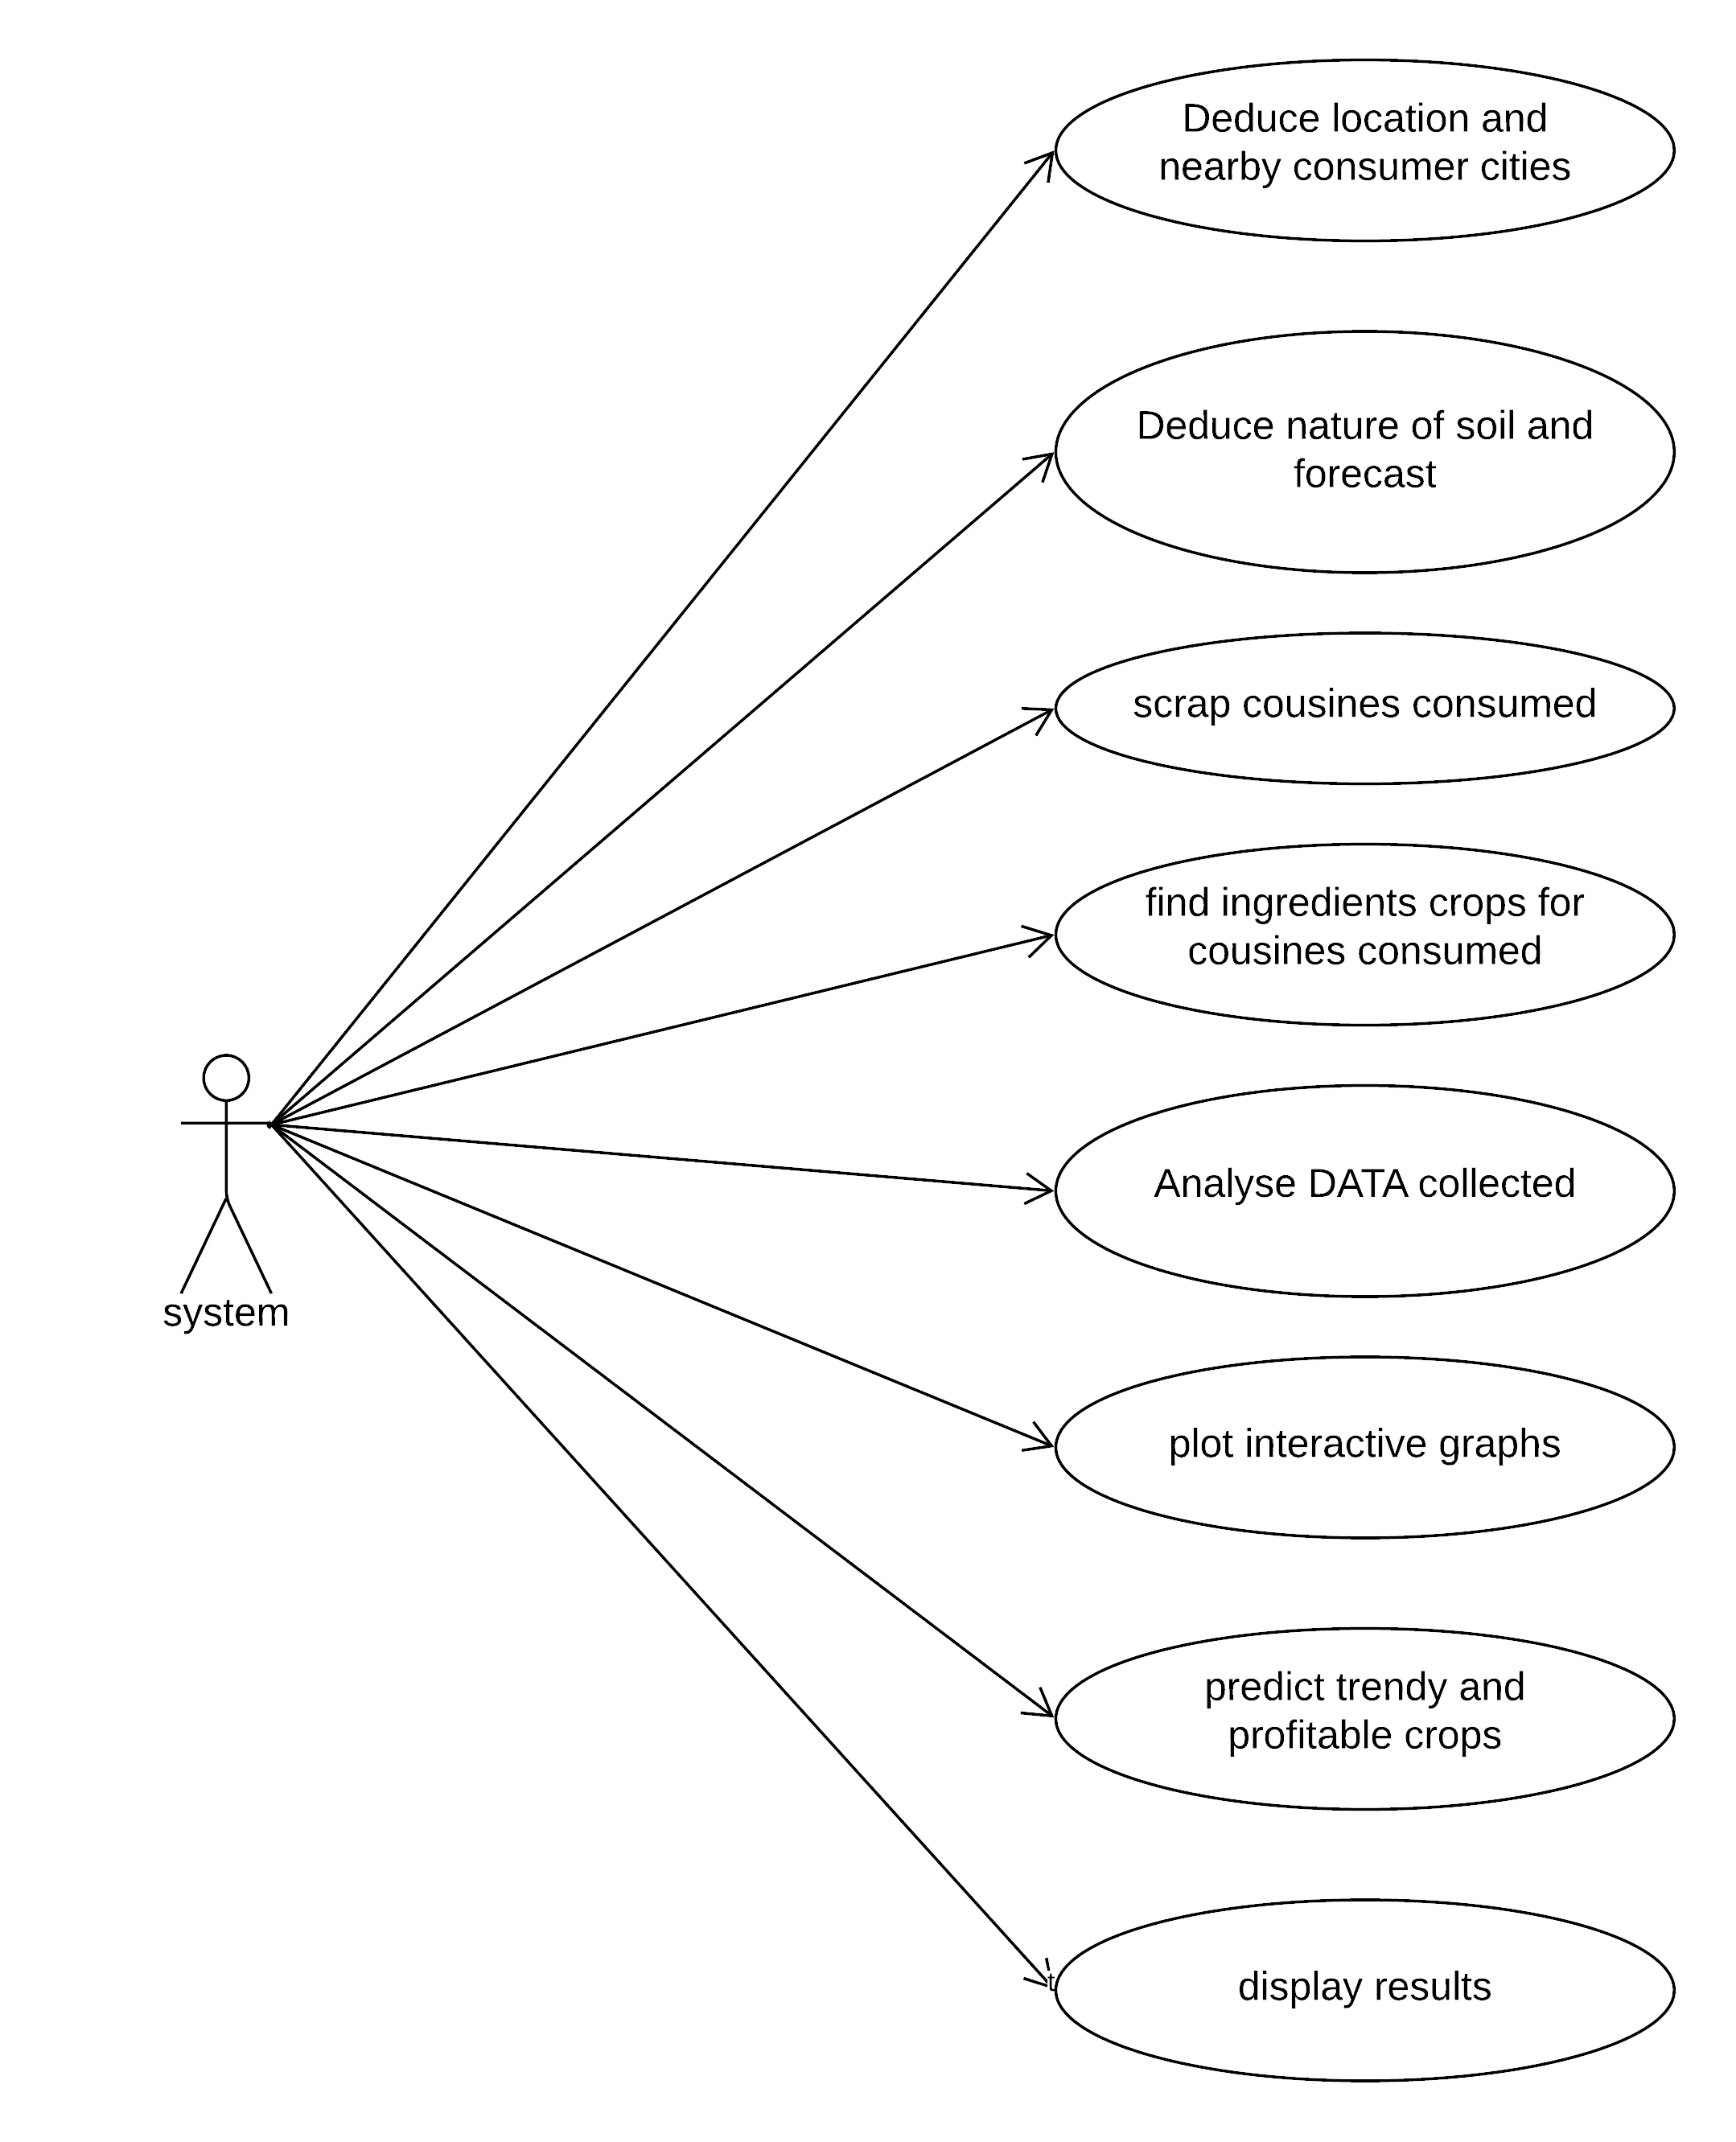 Deduce location and
nearby consumer cities
Deduce nature of soil and
forecast
scrap cousines consumed
find ingredients crops for
cousines consumed
system
Analyse DATA collected
plot interactive graphs
predict trendy and
profitable crops
t
display results